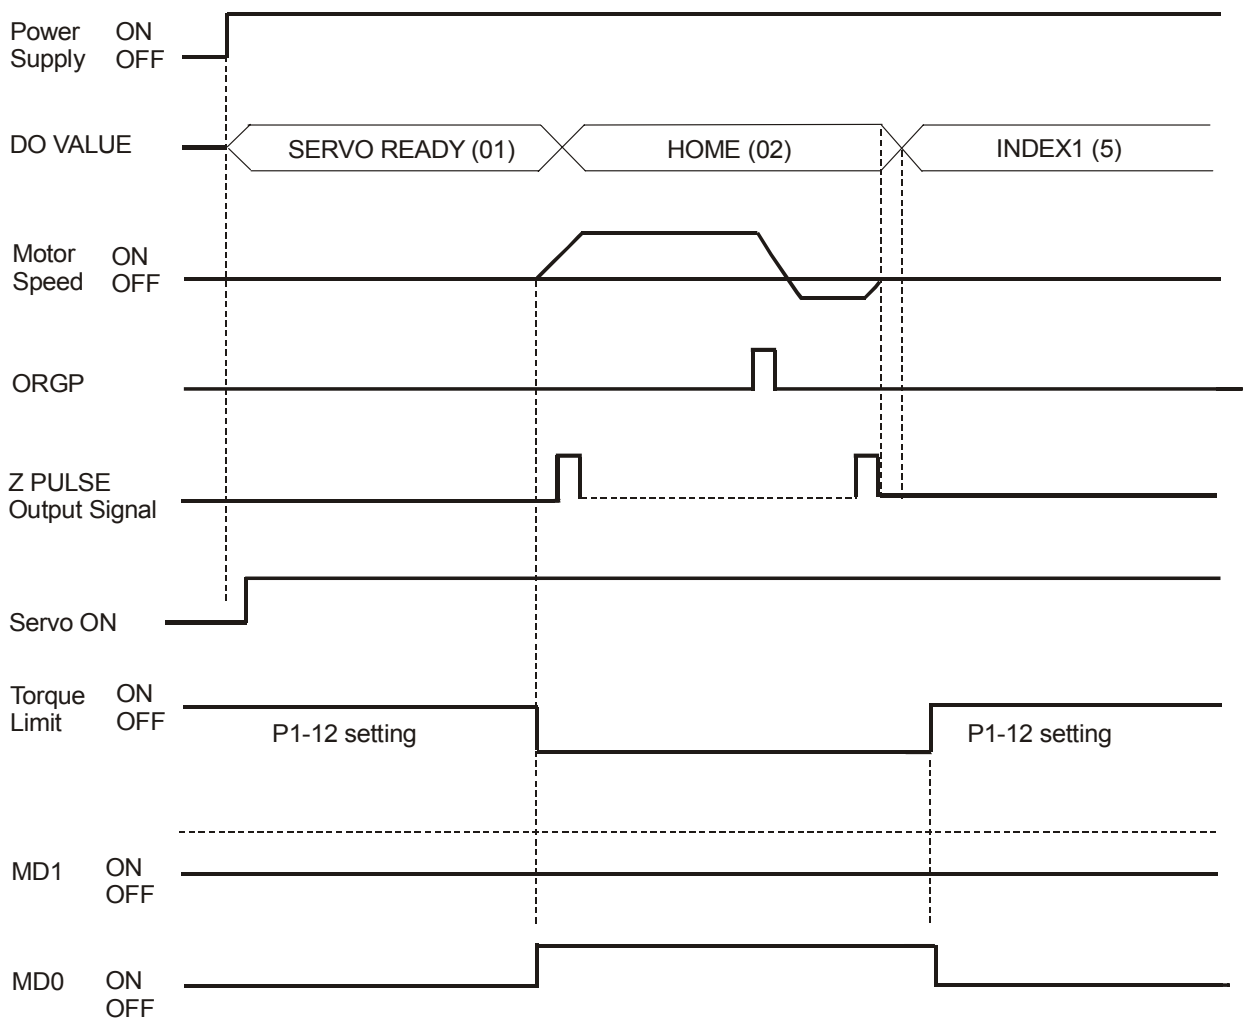 Power ON
Supply OFF
DO VALUE
SERVO READY (01)
HOME (02)
INDEX1 (5)
Motor ON
Speed OFF
ORGP
Z PULSE
Output Signal
Servo ON
Torque ON
Limit OFF
P1-12 setting
P1-12 setting
MD1 ON
OFF
MD0 ON
OFF